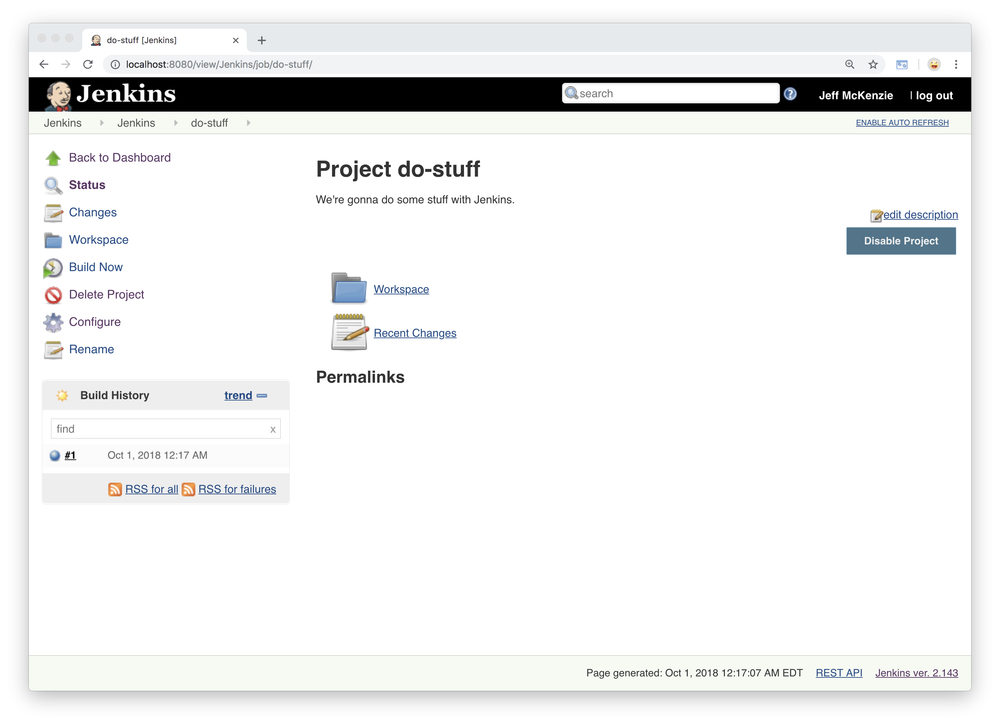 do-stuff [Jenkins]
localhost:8080/view/Jenkins/job/do-stuff/
Jenkins
search
Jeff McKenzie | log out
Jenkins Jenkins do-stuff
ENABLE AUTO REFRESH
Back to Dashboard
Status
Changes
Workspace
Build Now
Delete Project
Configure
Rename
Build History trend
find x
#1 Oct 1, 2018 12:17 AM
RSS for all RSS for failures
Project do-stuff
We're gonna do some stuff with Jenkins.
edit description
Disable Project
Workspace
Recent Changes
Permalinks
Page generated: Oct 1, 2018 12:17:07 AM EDT REST API Jenkins ver. 2.143